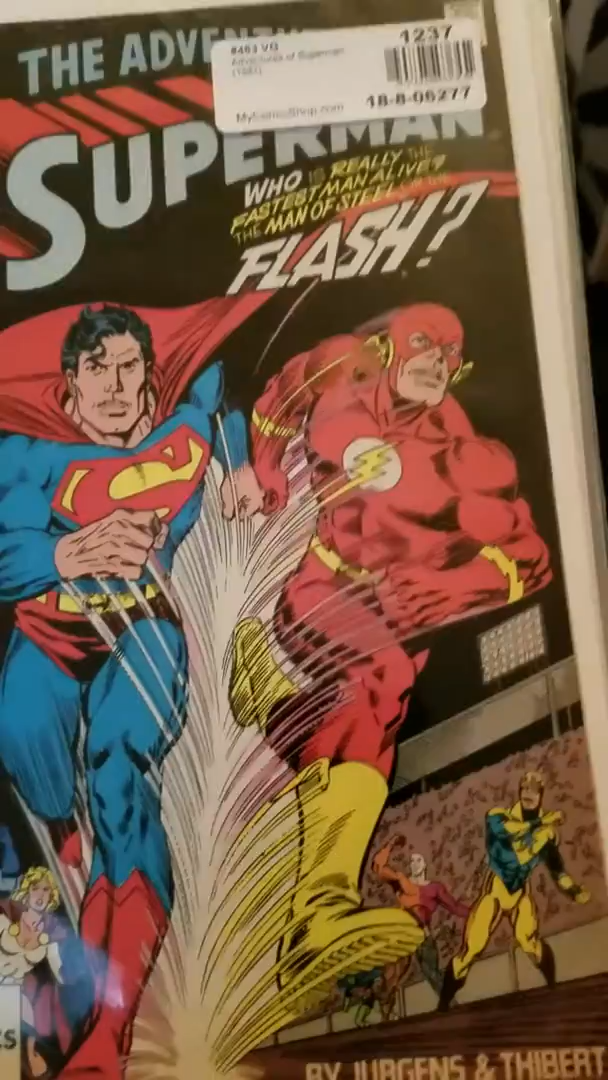 THE ADVENT
#463 VG
Adventures of Superman
(1987)
1237
MyComicShop.com
18-8-06277
SUPERMAN
WHO IS REALLY THE
FASTEST MAN ALIVE?
THE MAN OF STEEL OR THE
FLASH?
S
CS
BY JURGENS & THIBERT